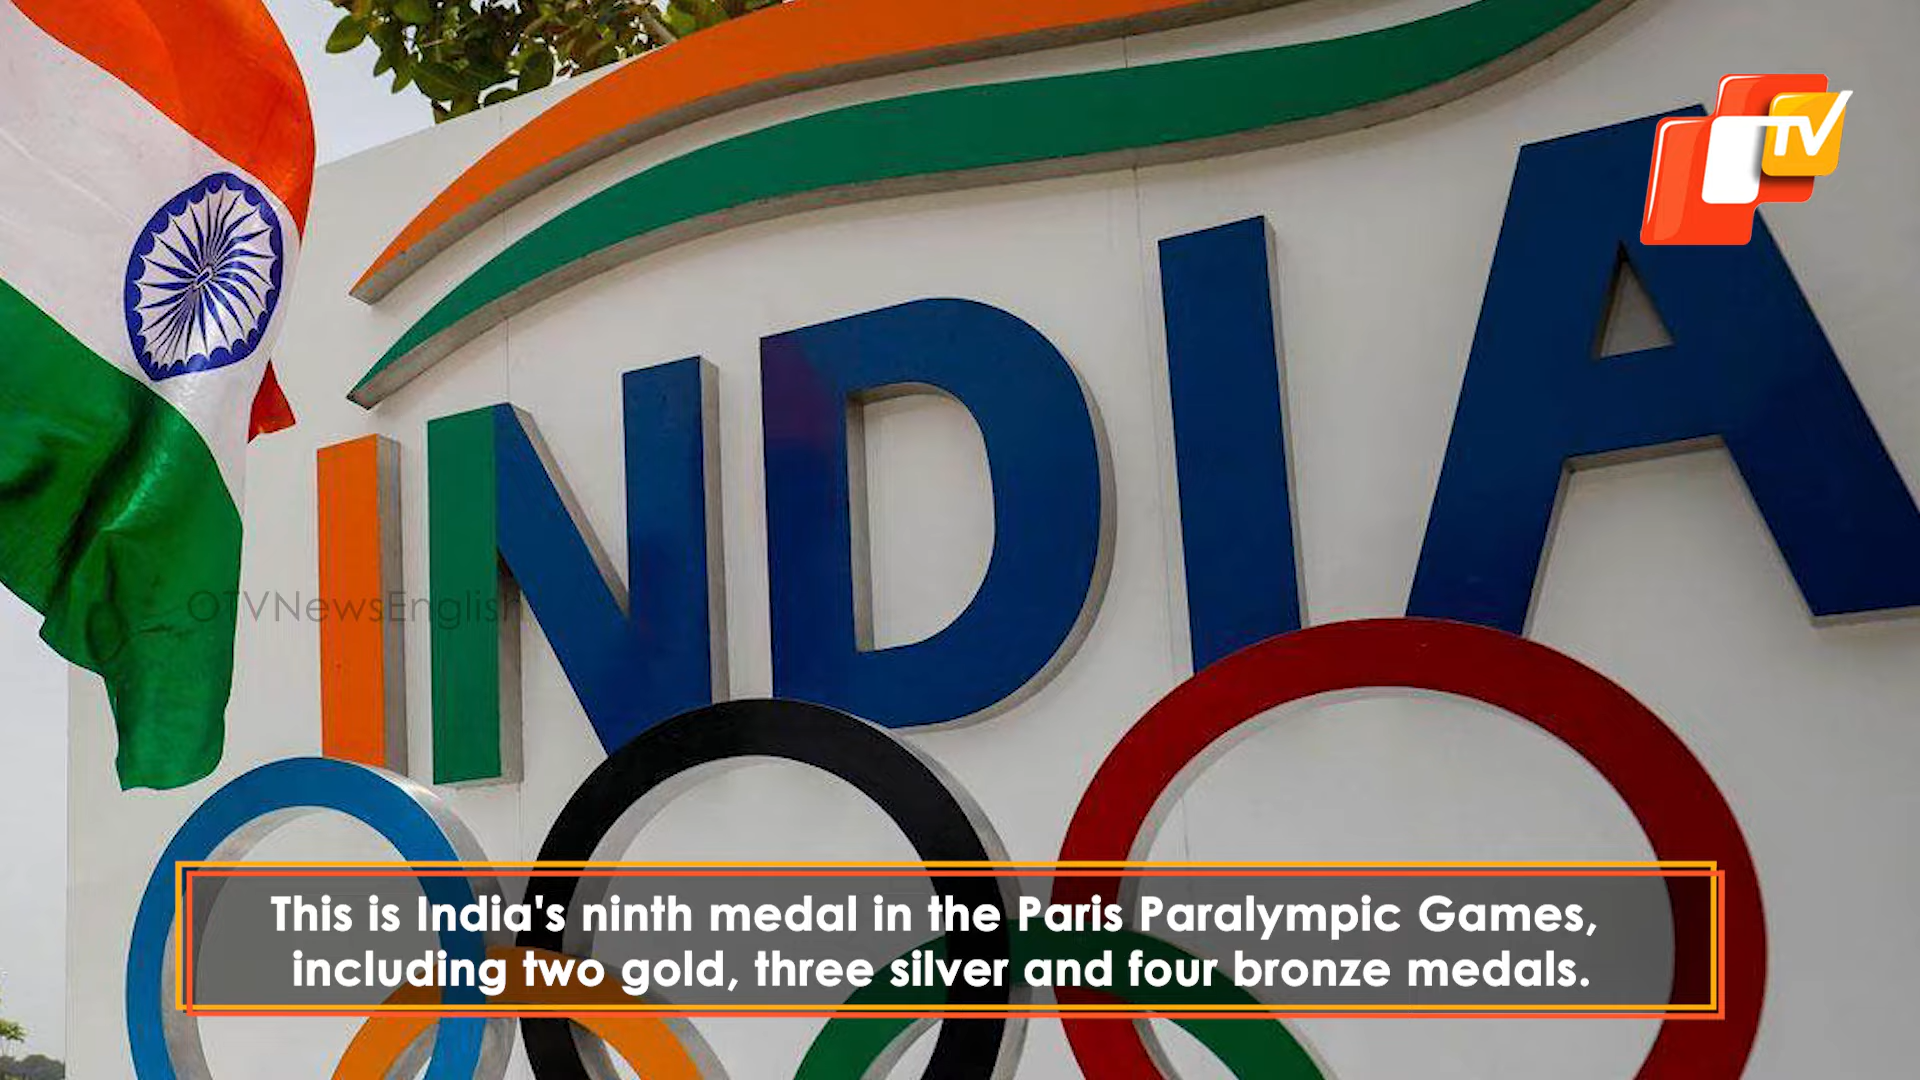 TV
INDIA
OTVNewsEnglish
This is India's ninth medal in the Paris Paralympic Games,
including two gold, three silver and four bronze medals.